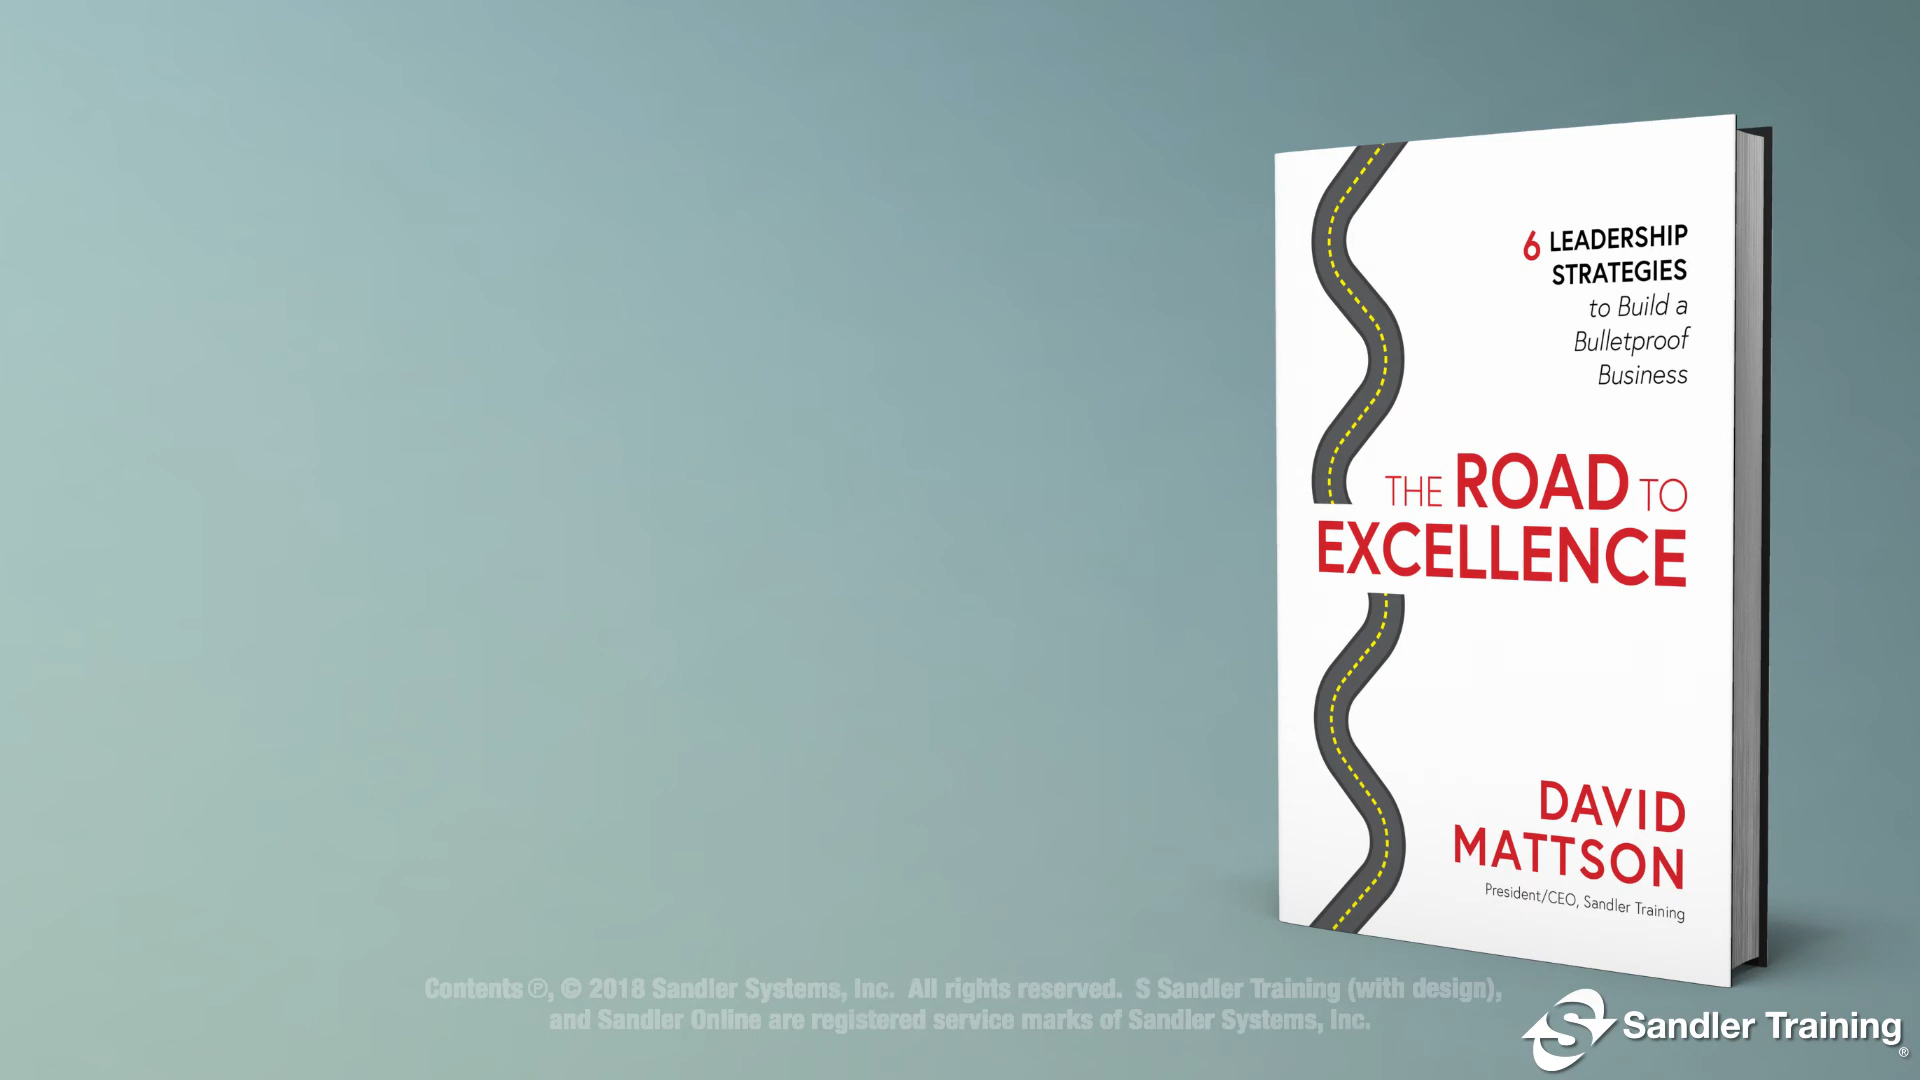 6 LEADERSHIP
STRATEGIES
to Build a
Bulletproof
Business
THE ROAD TO
EXCELLENCE
DAVID
MATTSON
President/CEO, Sandler Training
Contents ℗, © 2018 Sandler Systems, Inc.  All rights reserved.  S Sandler Training (with design),
and Sandler Online are registered service marks of Sandler Systems, Inc.
S Sandler Training ®